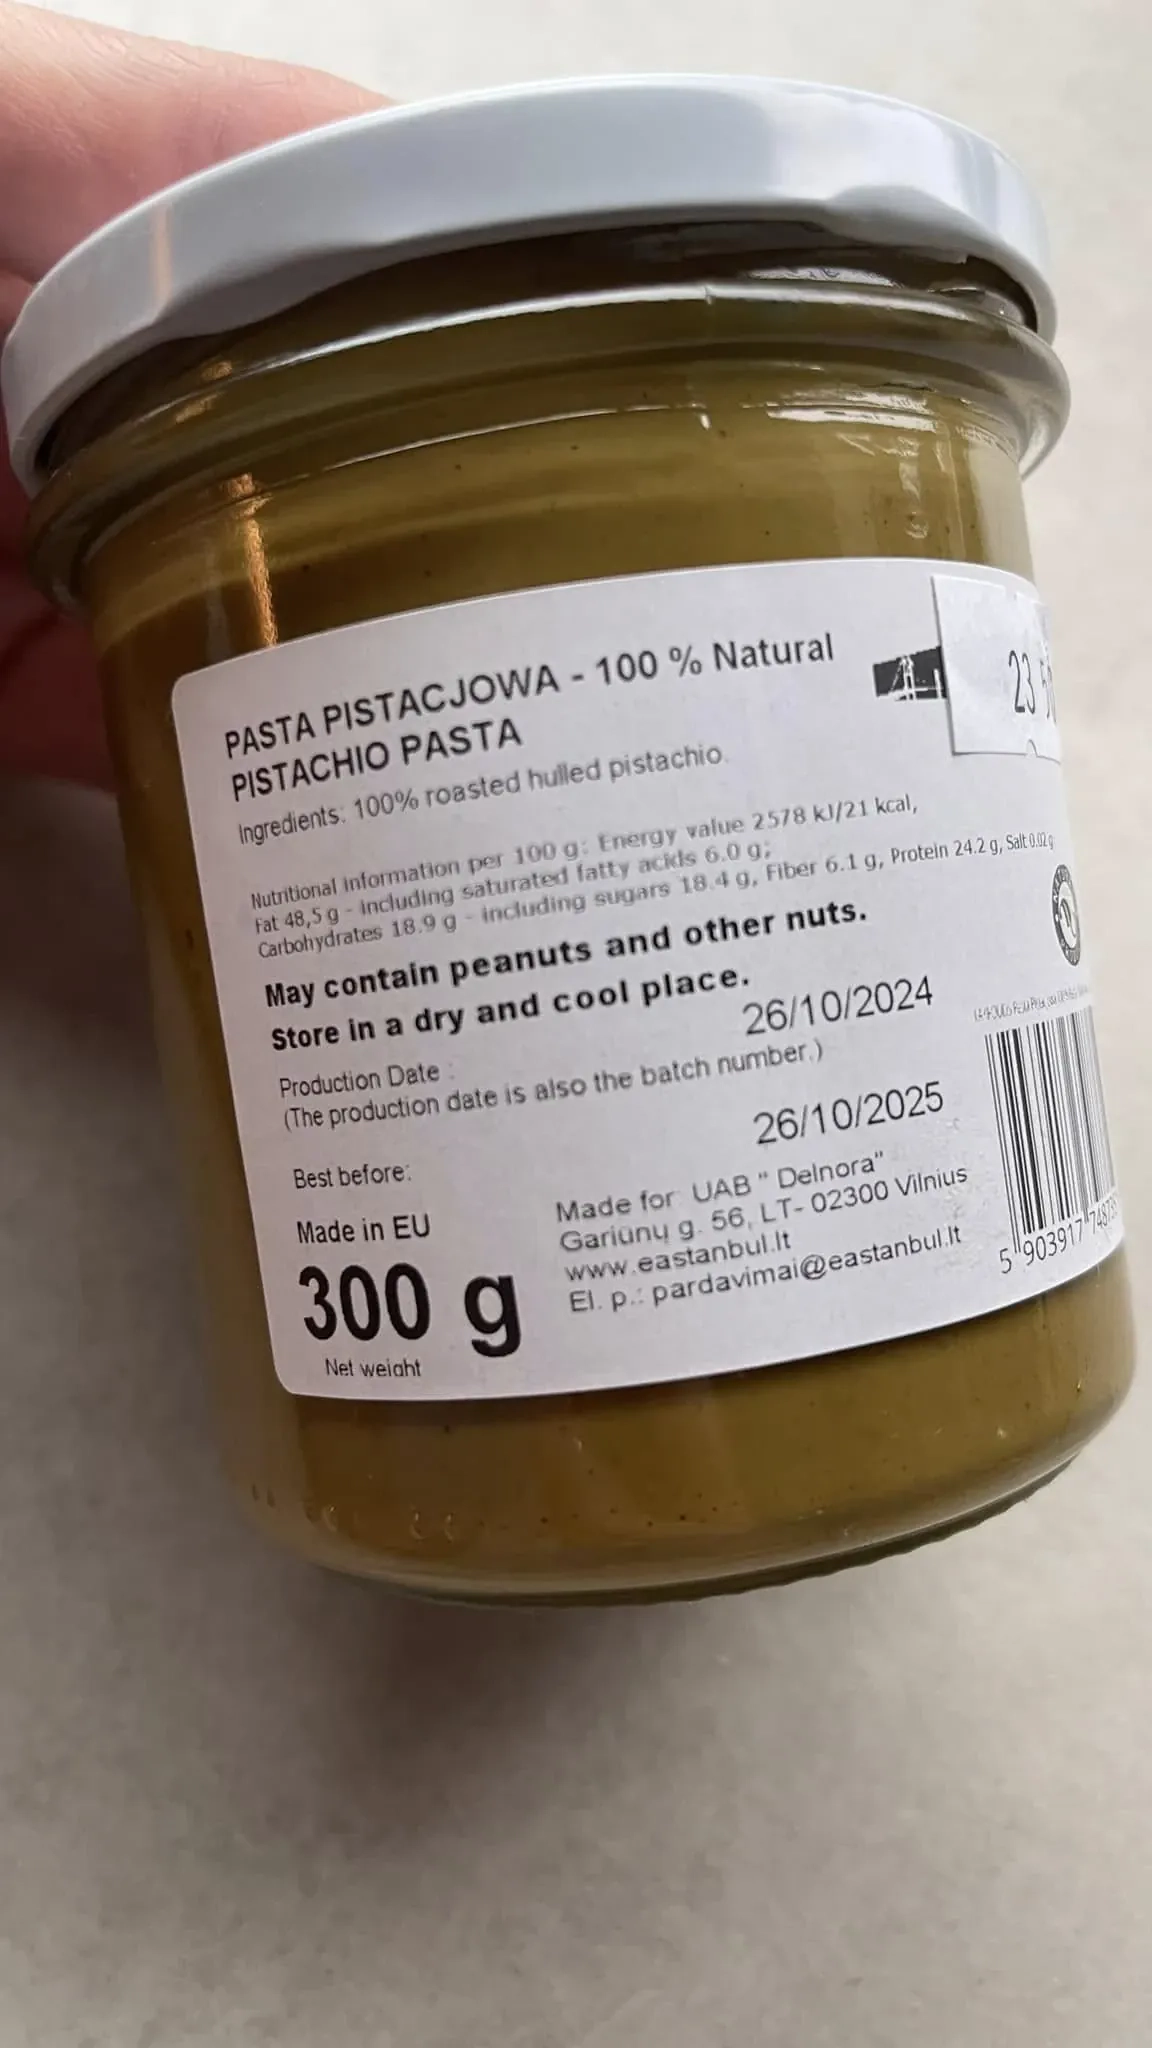 PASTA PISTACJOWA - 100 % Natural
PISTACHIO PASTA
Ingredients: 100% roasted hulled pistachio.
Nutritional information per 100 g: Energy value 2578 kJ/21 kcal,
Fat 48,5 g - including saturated fatty acids 6.0 g;
Carbohydrates 18.9 g - including sugars 18.4 g, Fiber 6.1 g, Protein 24.2 g, Salt 0.02 g
May contain peanuts and other nuts.
Store in a dry and cool place.
26/10/2024
Production Date :
(The production date is also the batch number.)
26/10/2025
Best before:
Made in EU
300 g
Net weight
Made for UAB " Delnora"
Gariūnų g. 56, LT- 02300 Vilnius
www.eastanbul.lt
El. p.: pardavimai@eastanbul.lt
23
5 903917